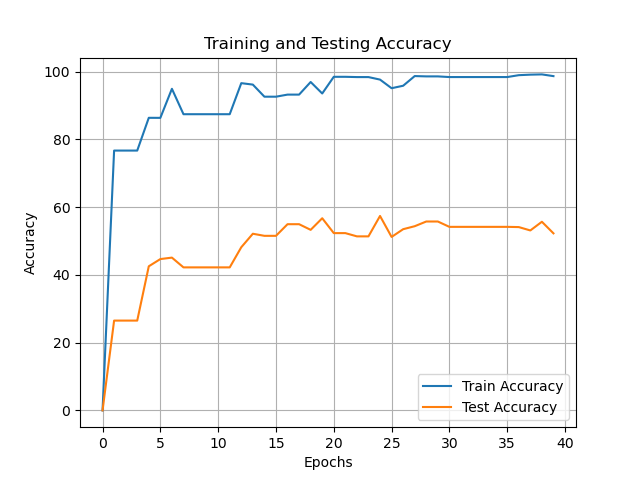 Training and Testing Accuracy
100
80
60
40
20
0
Accuracy
0 5 10 15 20 25 30 35 40
Epochs
Train Accuracy
Test Accuracy